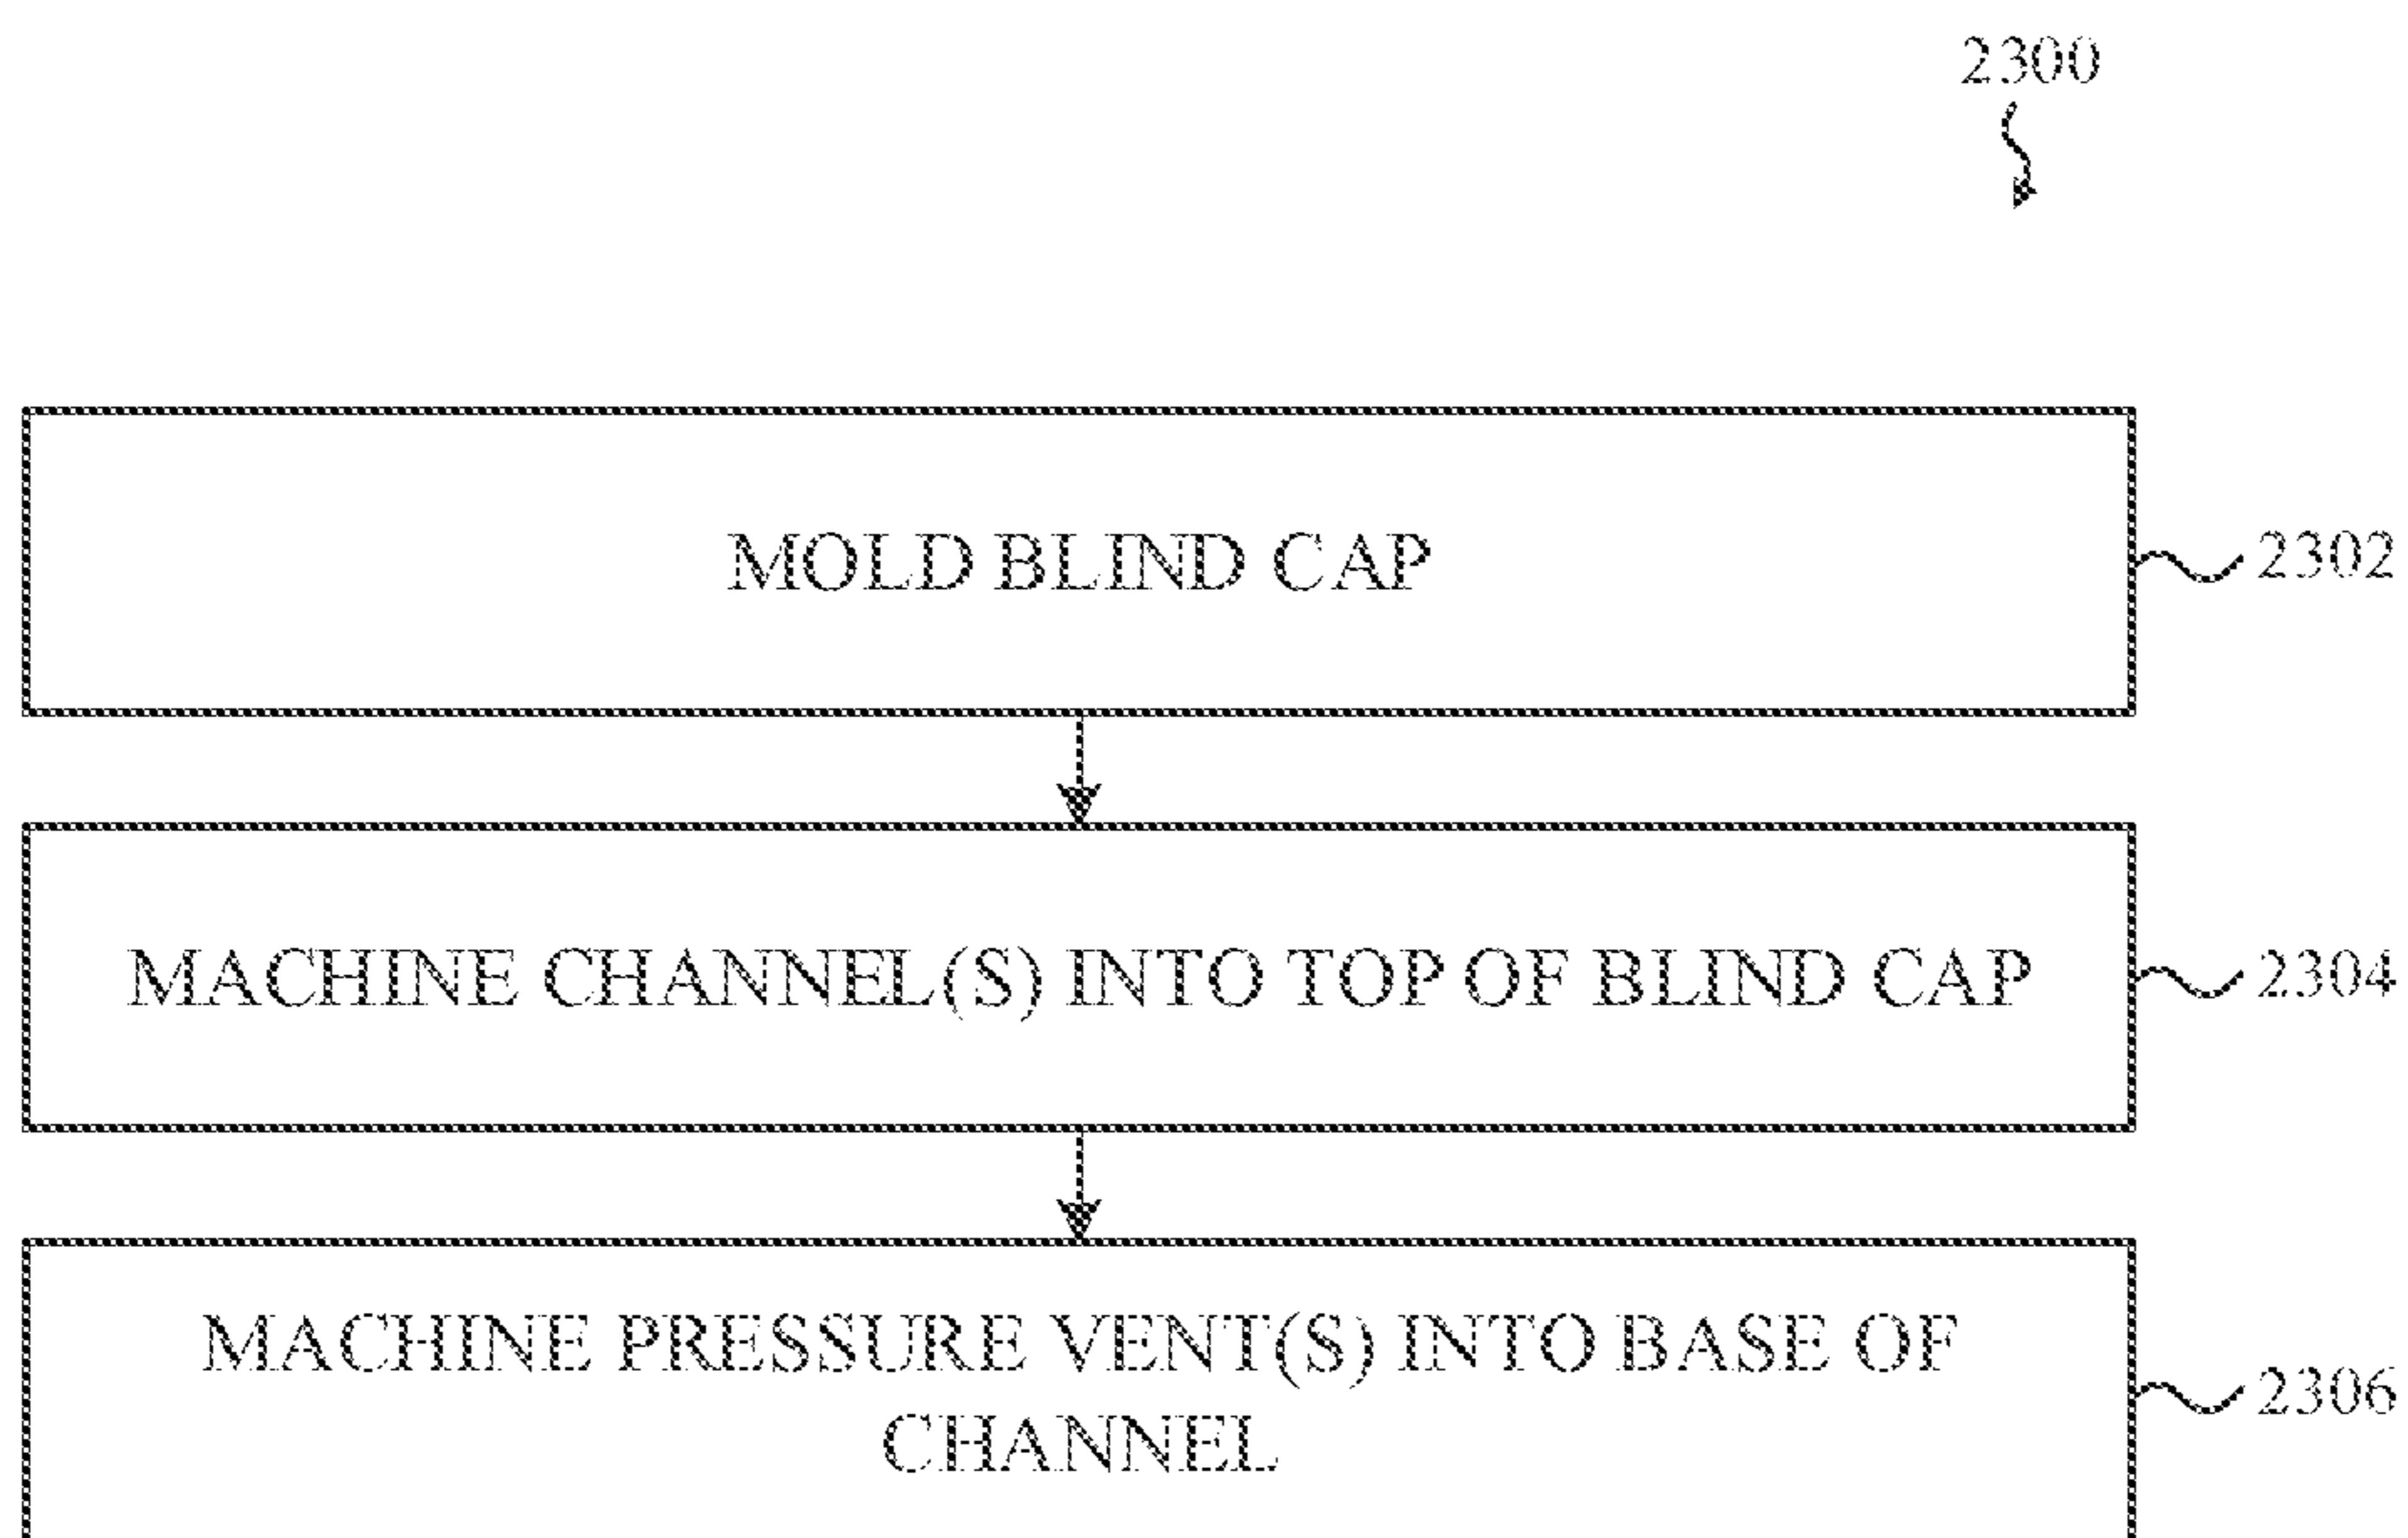 2300
MOLD BLIND CAP
2302
MACHINE CHANNEL(S) INTO TOP OF BLIND CAP
2304
MACHINE PRESSURE VENT(S) INTO BASE OF
CHANNEL
2306